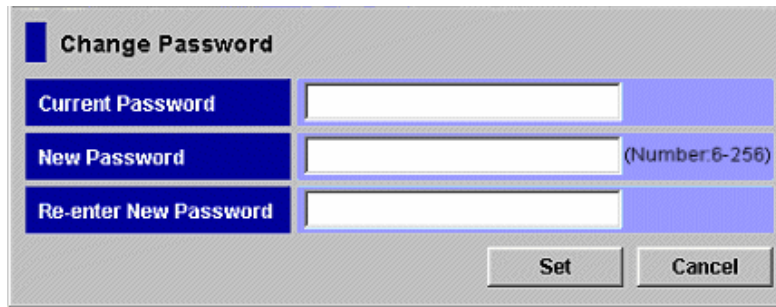 Change Password
Current Password
New Password (Number:6-256)
Re-enter New Password
Set Cancel